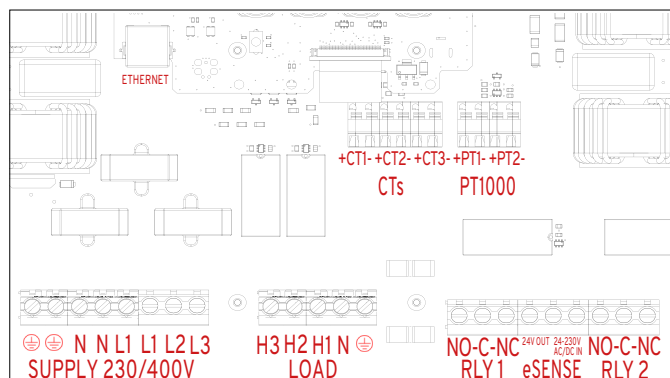 ETHERNET
+CT1- +CT2- +CT3- +PT1- +PT2-
CTs PT1000
N N L1 L1 L2 L3
SUPPLY 230/400V
H3 H2 H1 N
LOAD
NO-C-NC
RLY 1
24V OUT
24-230V
AC/DC IN
eSENSE
NO-C-NC
RLY 2